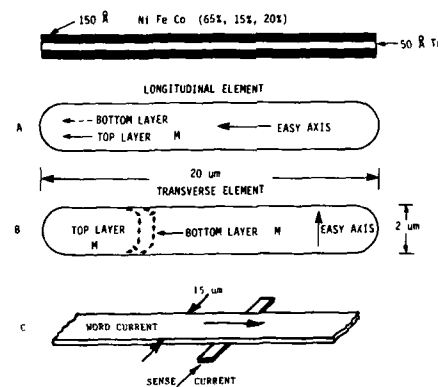 150 Å Ni Fe Co (65%, 15%, 20%)
50 Å
LONGITUDINAL ELEMENT
A
BOTTOM LAYER
TOP LAYER M
EASY AXIS
20 um
TRANSVERSE ELEMENT
B
TOP LAYER
M
BOTTOM LAYER M
EASY AXIS
2 um
15 um
C
WORD CURRENT
SENSE CURRENT